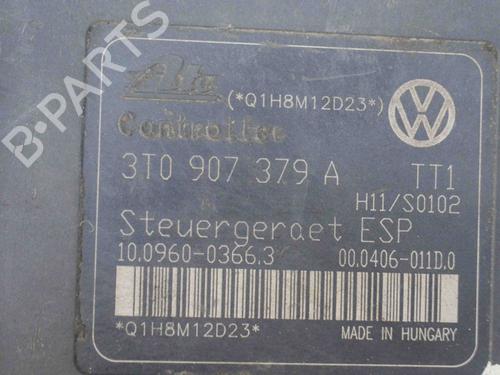 B-PARTS
Ate
(*Q1H8M12D23*)
Controller
3T0 907 379 A
TT1
H11/S0102
Steuergeraet ESP
10.0960-0366.3
00.0406-011D.0
*Q1H8M12D23*
MADE IN HUNGARY